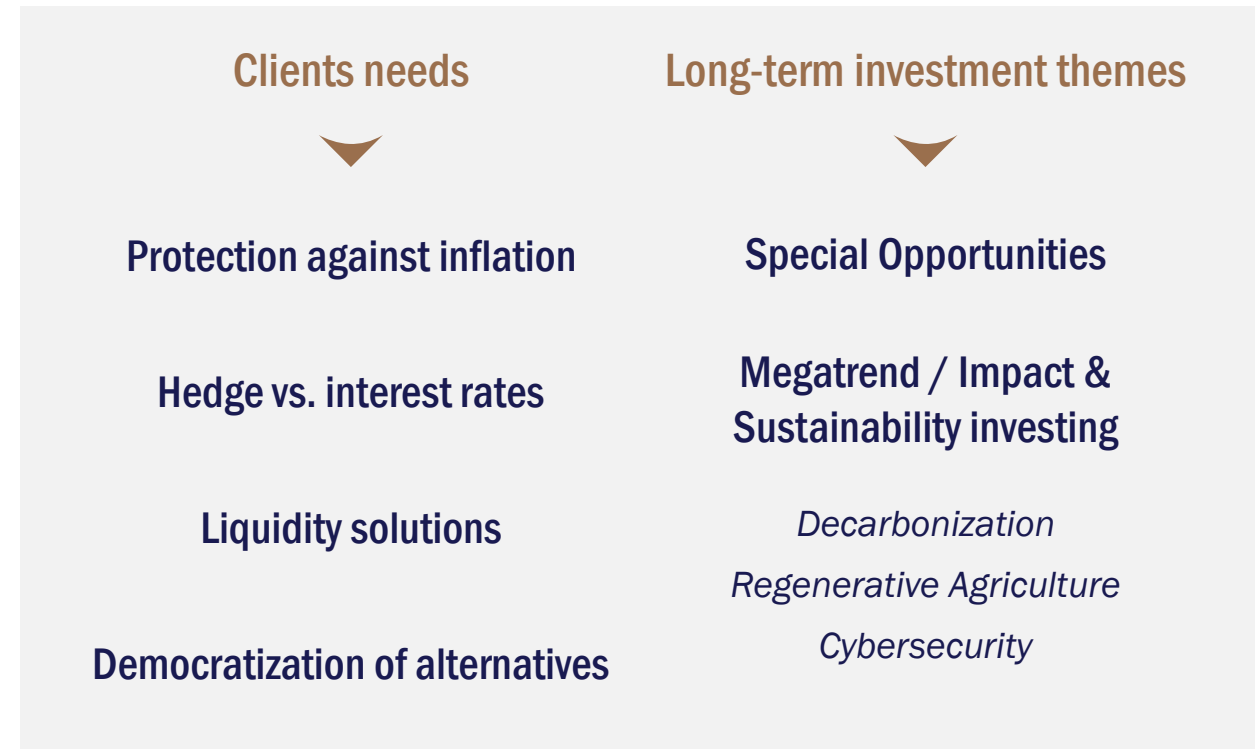 Clients needs
Protection against inflation
Hedge vs. interest rates
Liquidity solutions
Democratization of alternatives
Long-term investment themes
Special Opportunities
Megatrend / Impact &
Sustainability investing
Decarbonization
Regenerative Agriculture
Cybersecurity